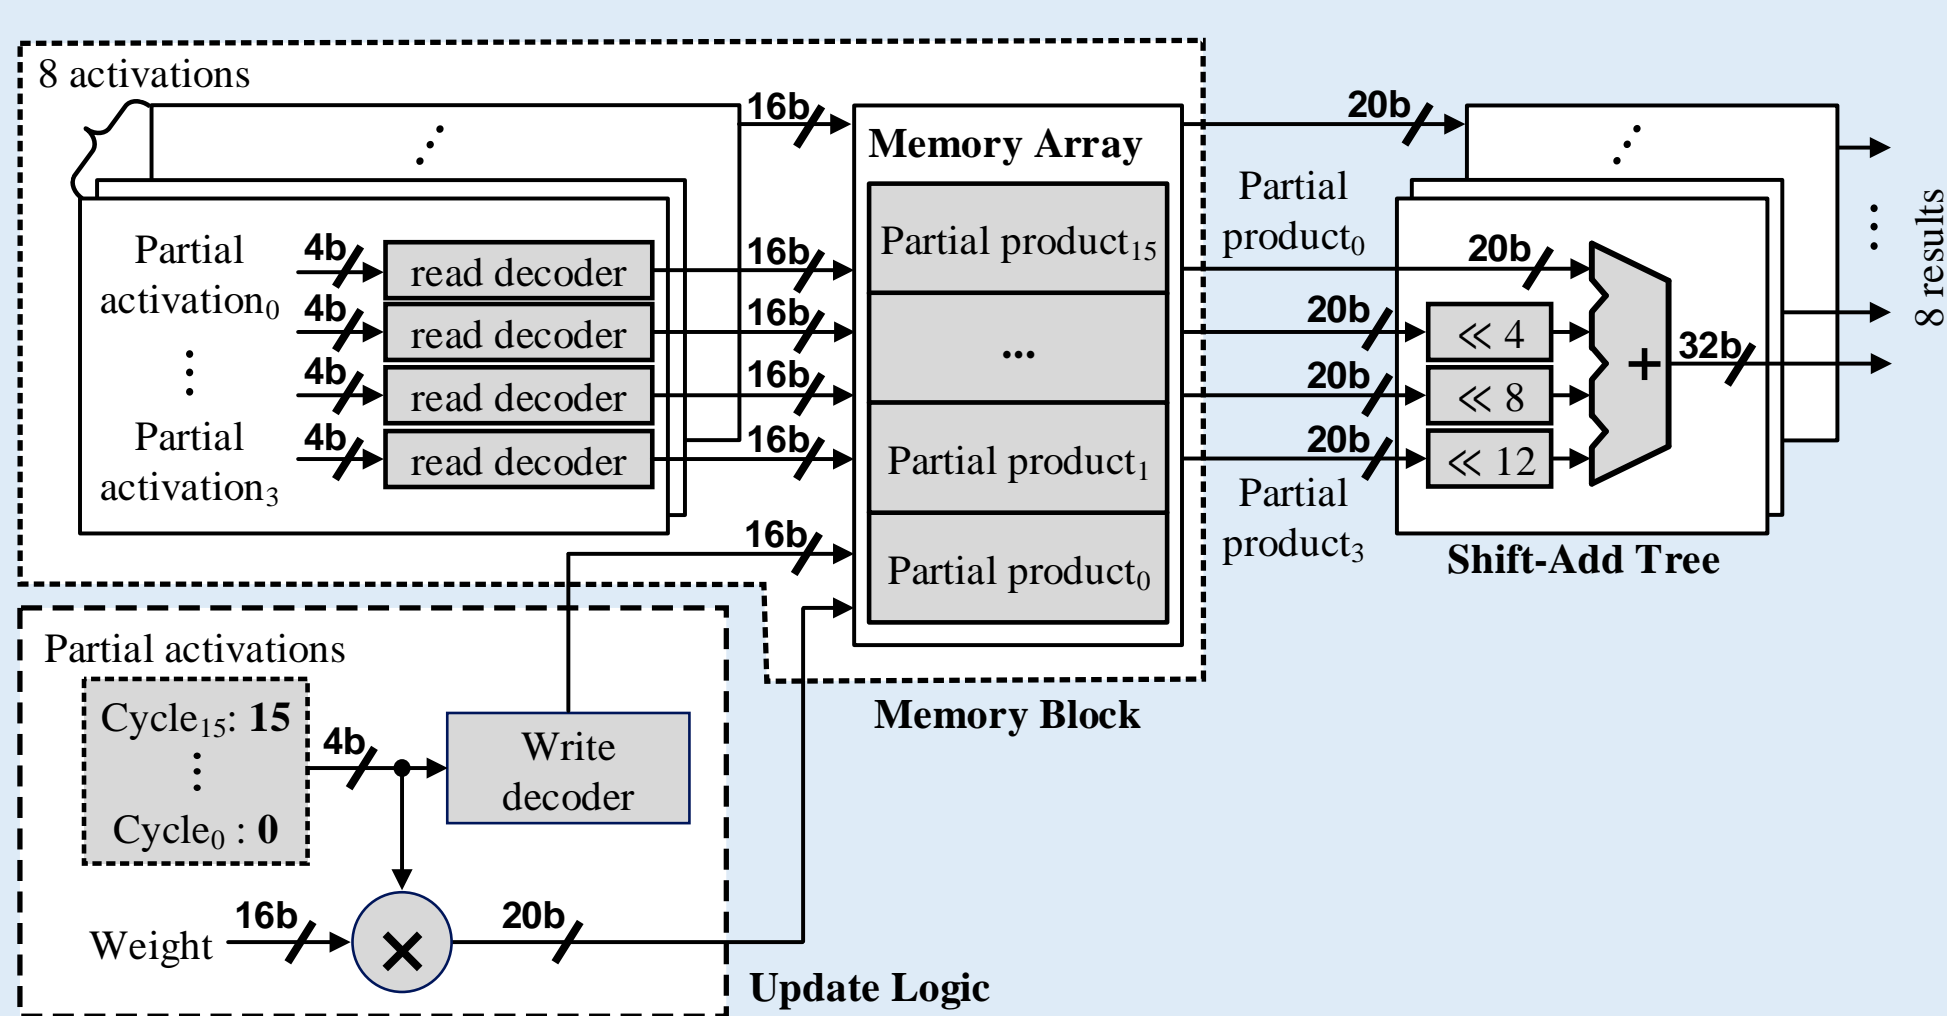 8 activations
16b
20b
Memory Array
Partial
product₀
Partial
activation₀
4b
read decoder
16b
Partial product₁₅
20b
4b
read decoder
16b
...
20b
≪ 4
4b
read decoder
16b
20b
≪ 8
+
32b
8 results
Partial
activation₃
4b
read decoder
16b
Partial product₁
20b
≪ 12
Partial
product₃
16b
Partial product₀
Shift-Add Tree
Partial activations
Cycle₁₅: 15
Cycle₀ : 0
4b
Write
decoder
Memory Block
Weight
16b
×
20b
Update Logic